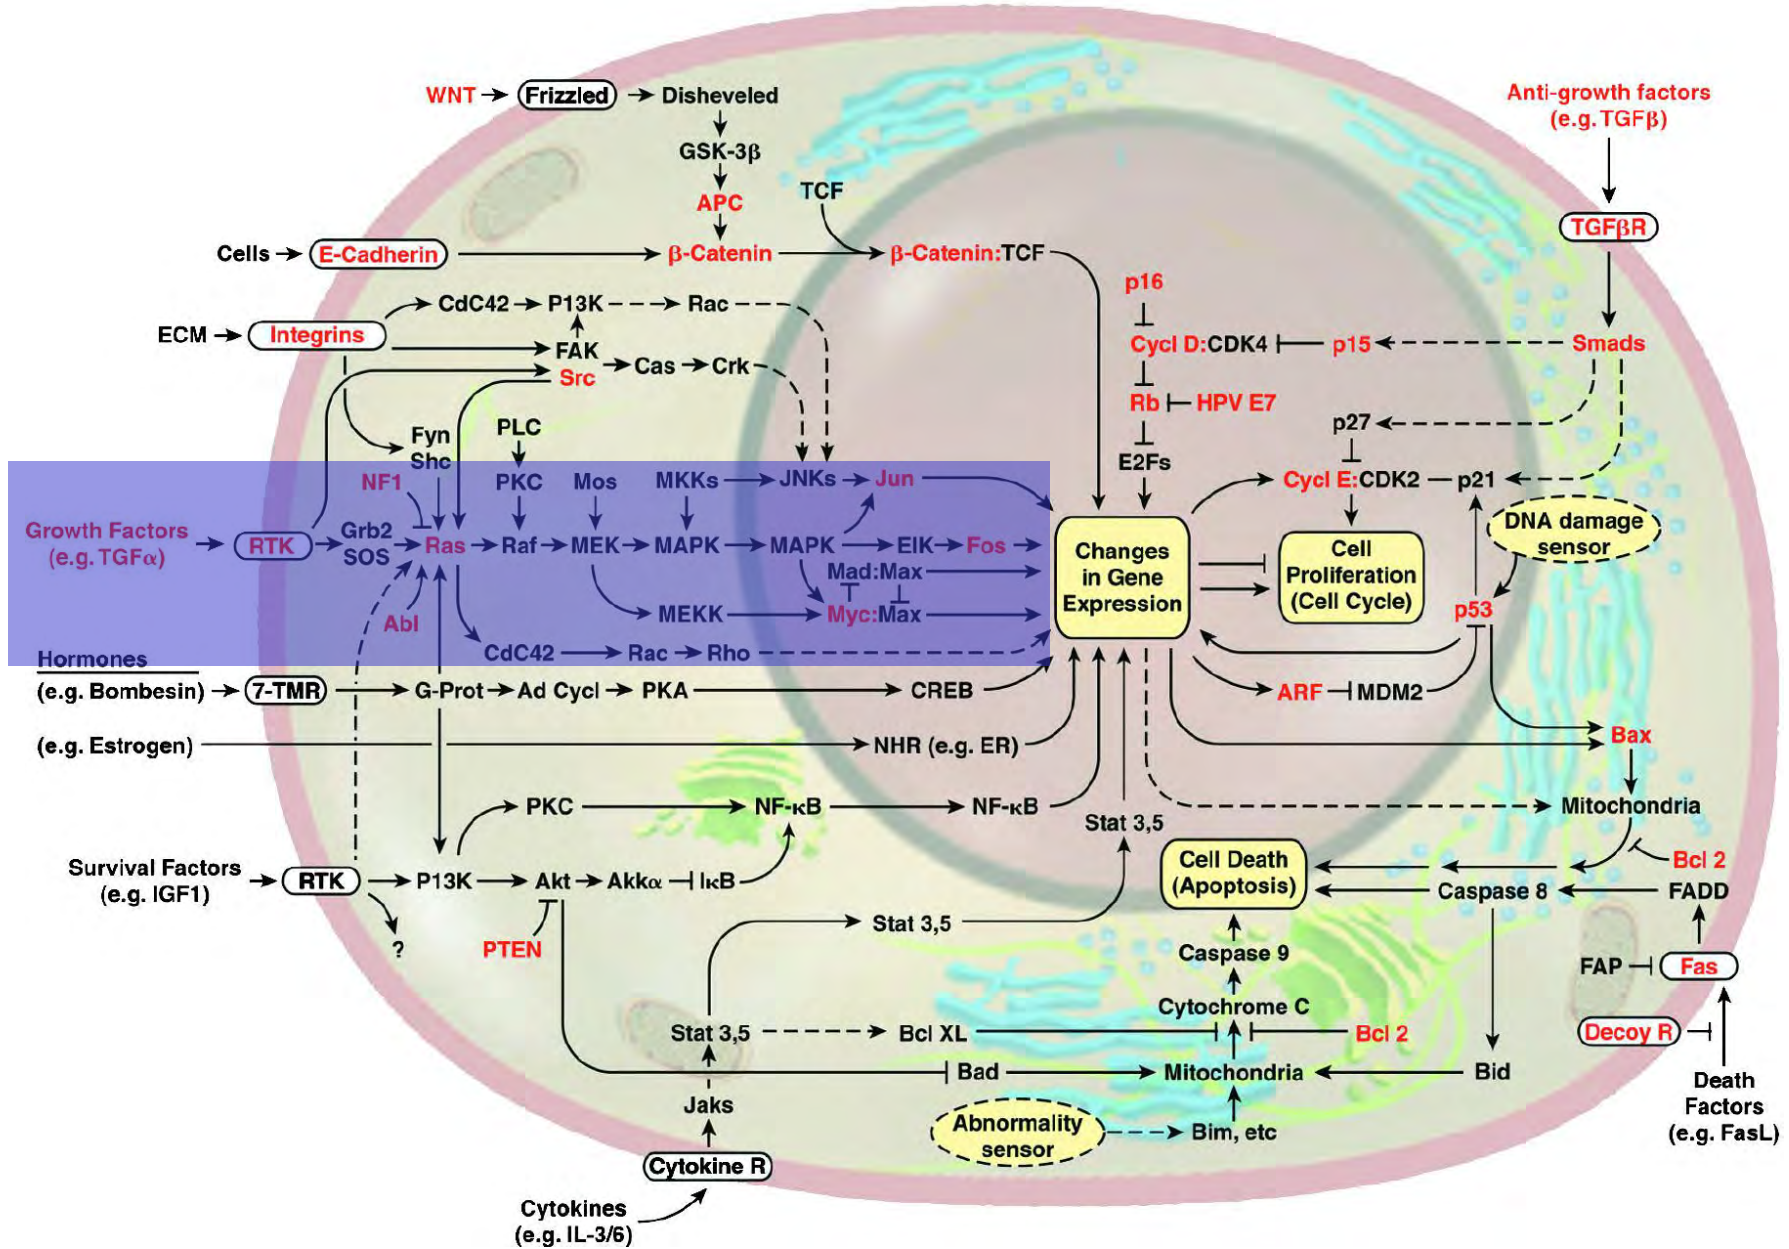 WNT
Frizzled
Disheveled
GSK-3β
APC
TCF
Cells
E-Cadherin
β-Catenin
β-Catenin:TCF
Anti-growth factors
(e.g. TGFβ)
TGFβR
CdC42
P13K
Rac
ECM
Integrins
FAK
Src
Cas
Crk
p16
Cycl D:CDK4
p15
Smads
Rb
HPV E7
p27
E2Fs
Cycl E:CDK2
p21
DNA damage
sensor
Fyn
Shc
PLC
NF1
PKC
Mos
MKKs
JNKs
Jun
Growth Factors
(e.g. TGFα)
RTK
Grb2
SOS
Ras
Raf
MEK
MAPK
MAPK
ElK
Fos
Mad:Max
Abl
MEKK
Myc:Max
CdC42
Rac
Rho
Changes
in Gene
Expression
Cell
Proliferation
(Cell Cycle)
p53
ARF
MDM2
Bax
Hormones
(e.g. Bombesin)
7-TMR
G-Prot
Ad Cycl
PKA
CREB
(e.g. Estrogen)
NHR (e.g. ER)
PKC
NF-κB
NF-κB
Stat 3,5
Mitochondria
Survival Factors
(e.g. IGF1)
RTK
P13K
Akt
Akkα
IκB
?
PTEN
Cell Death
(Apoptosis)
Bcl 2
Caspase 8
FADD
Stat 3,5
Caspase 9
FAP
Fas
Cytochrome C
Stat 3,5
Bcl XL
Bcl 2
Decoy R
Bad
Mitochondria
Bid
Death
Factors
(e.g. FasL)
Jaks
Abnormality
sensor
Bim, etc
Cytokine R
Cytokines
(e.g. IL-3/6)